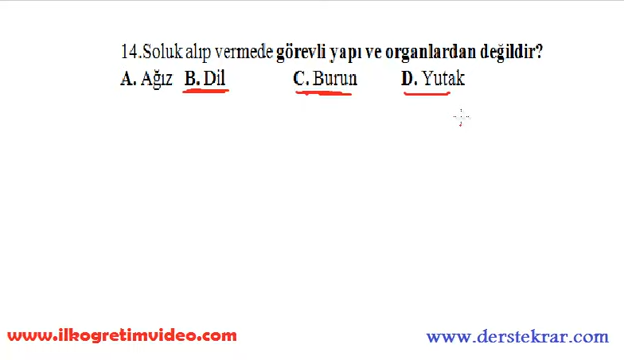 14.Soluk alıp vermede görevli yapı ve organlardan değildir?
A. Ağız B. Dil C. Burun D. Yutak
www.ilkogretimvideo.com www.derstekrar.com